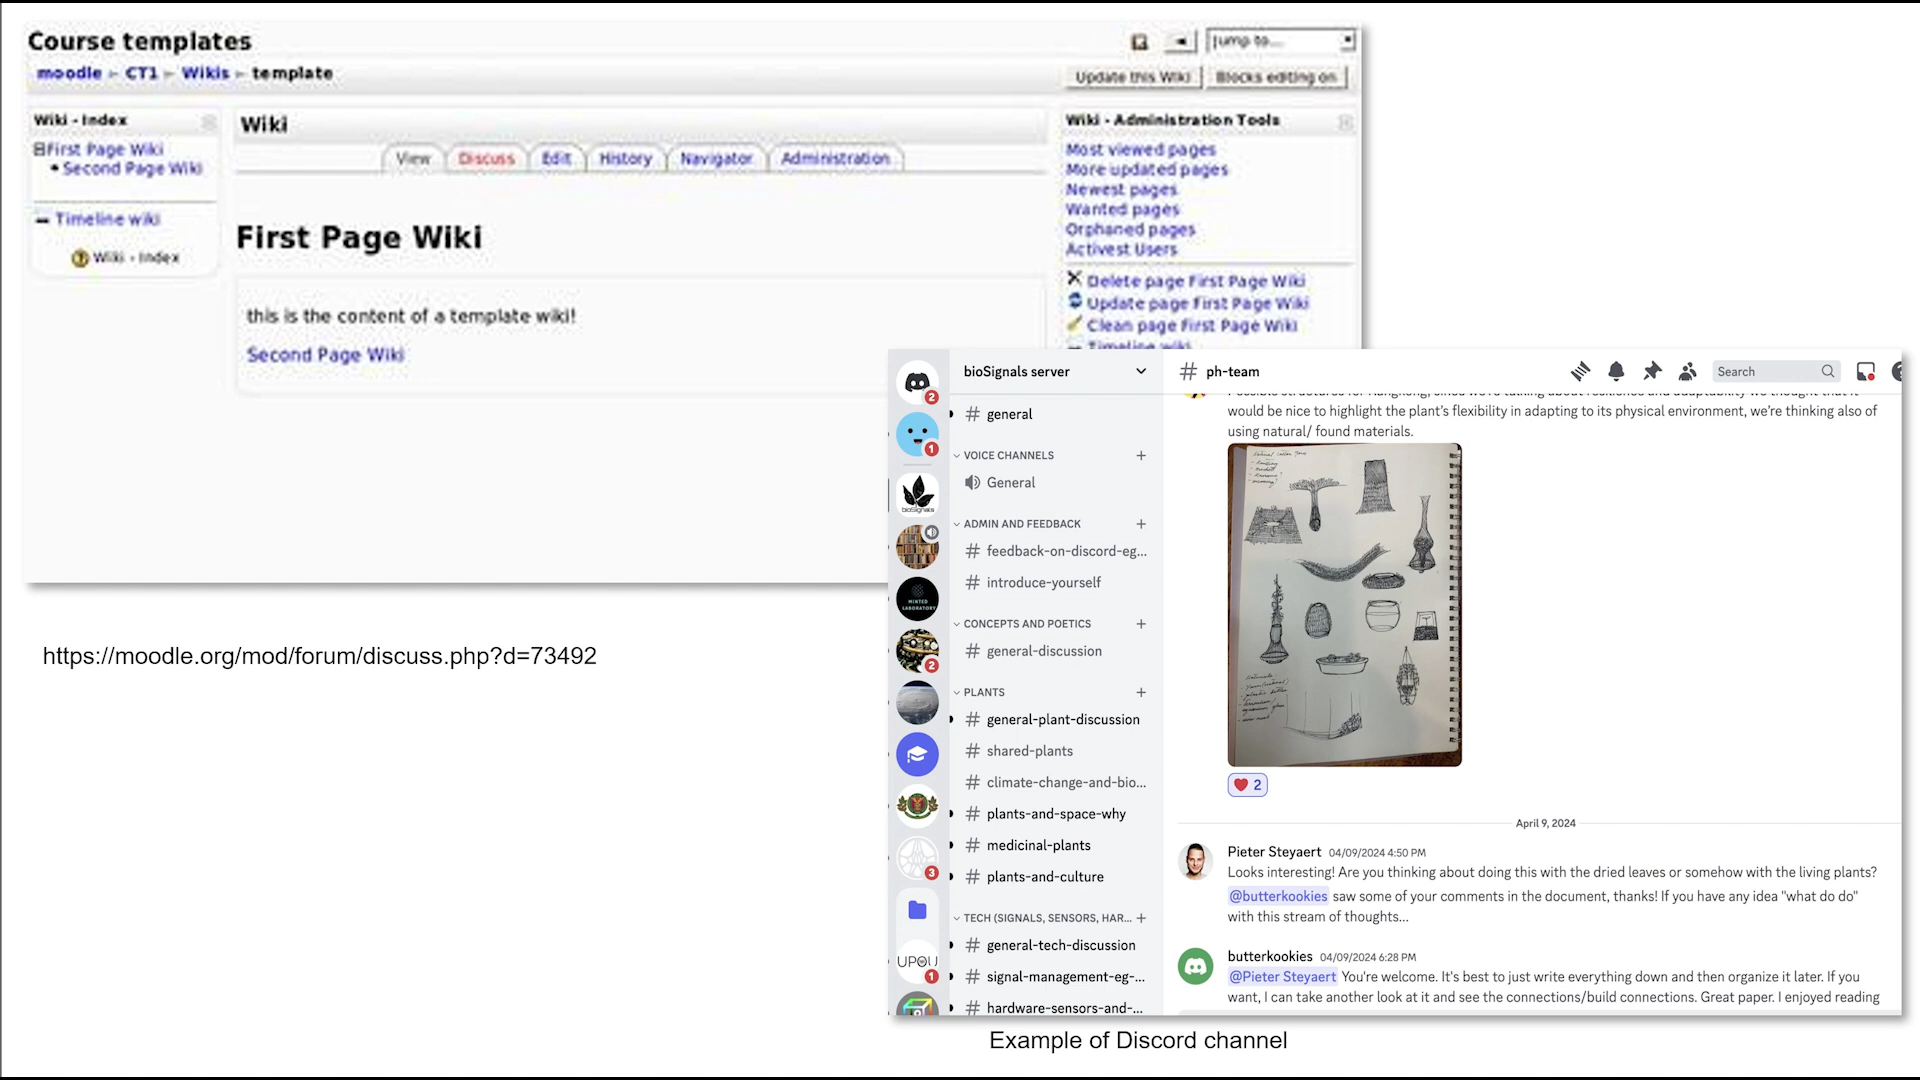 Course templates
Jump to...
moodle ► CT1 ► Wikis ► template
Update this Wiki
Blocks editing on
Wiki - Index
First Page Wiki
Second Page Wiki
Timeline wiki
Wiki - Index
Wiki
View
Discuss
Edit
History
Navigator
Administration
First Page Wiki
this is the content of a template wiki!
Second Page Wiki
Wiki - Administration Tools
Most viewed pages
More updated pages
Newest pages
Wanted pages
Orphaned pages
Activest Users
Delete page First Page Wiki
Update page First Page Wiki
Clean page First Page Wiki
Timeline wiki
https://moodle.org/mod/forum/discuss.php?d=73492
2
1
bioSignals
MINTED
LABORATORY
2
3
UPOU
1
bioSignals server
# general
VOICE CHANNELS
General
ADMIN AND FEEDBACK
# feedback-on-discord-eg...
# introduce-yourself
CONCEPTS AND POETICS
# general-discussion
PLANTS
# general-plant-discussion
# shared-plants
# climate-change-and-bio...
# plants-and-space-why
# medicinal-plants
# plants-and-culture
TECH (SIGNALS, SENSORS, HAR...
# general-tech-discussion
# signal-management-eg-...
# hardware-sensors-and-...
# ph-team
Search
would be nice to highlight the plant's flexibility in adapting to its physical environment, we're thinking also of
using natural/ found materials.
2
April 9, 2024
Pieter Steyaert 04/09/2024 4:50 PM
Looks interesting! Are you thinking about doing this with the dried leaves or somehow with the living plants?
@butterkookies saw some of your comments in the document, thanks! If you have any idea "what do do"
with this stream of thoughts...
butterkookies 04/09/2024 6:28 PM
@Pieter Steyaert You're welcome. It's best to just write everything down and then organize it later. If you
want, I can take another look at it and see the connections/build connections. Great paper. I enjoyed reading
Example of Discord channel